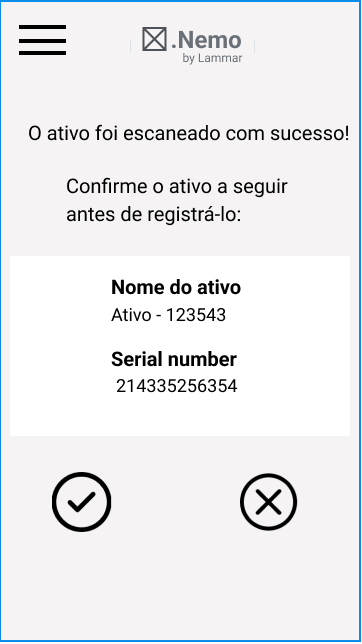 .Nemo
by Lammar
O ativo foi escaneado com sucesso!
Confirme o ativo a seguir
antes de registrá-lo:
Nome do ativo
Ativo - 123543
Serial number
214335256354